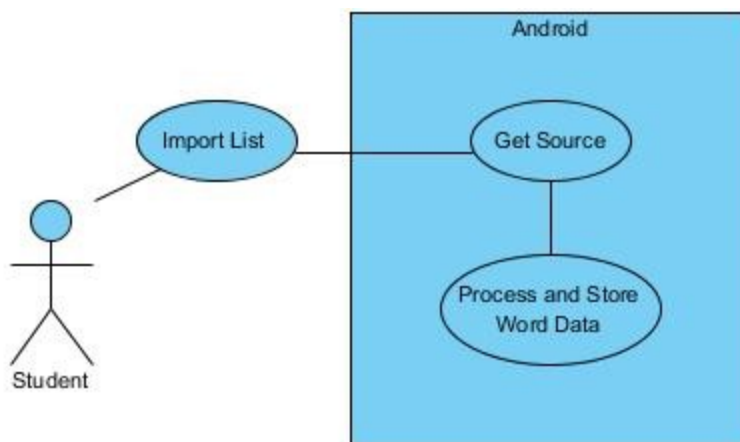 Android
Import List
Get Source
Process and Store
Word Data
Student